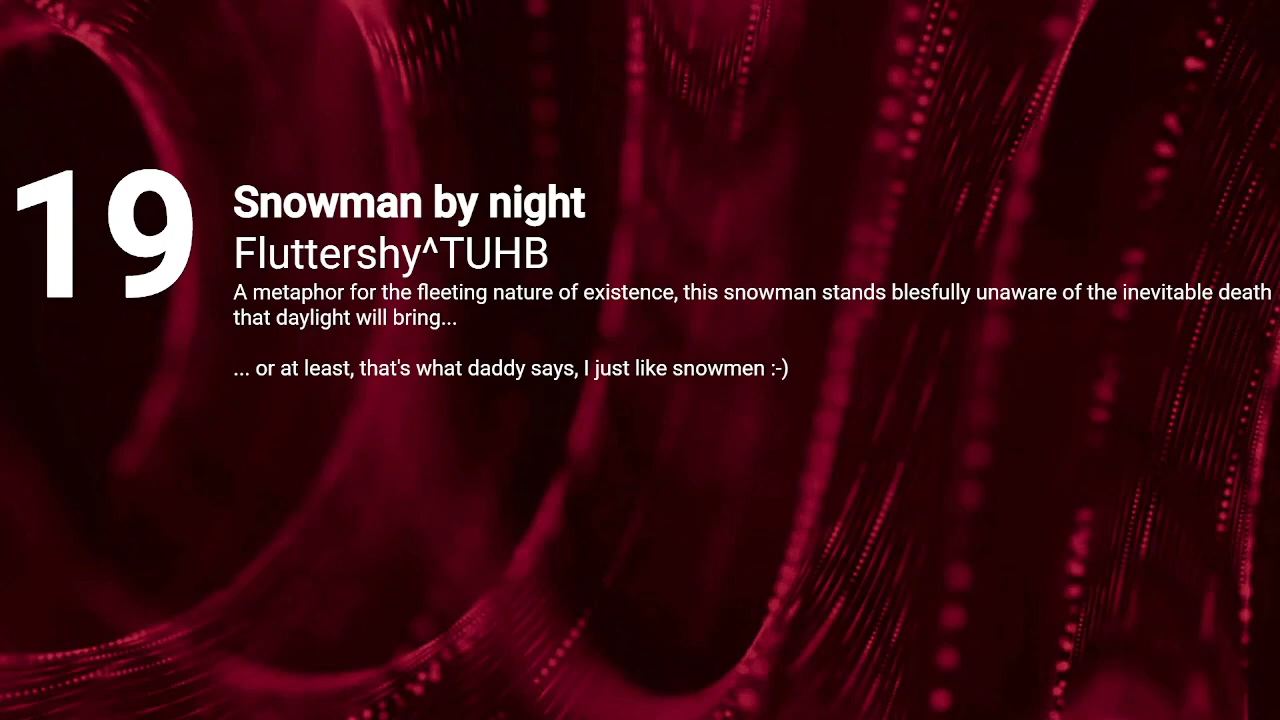 19
Snowman by night
Fluttershy^TUHB
A metaphor for the fleeting nature of existence, this snowman stands blesfully unaware of the inevitable death
that daylight will bring...
... or at least, that's what daddy says, I just like snowmen :-)